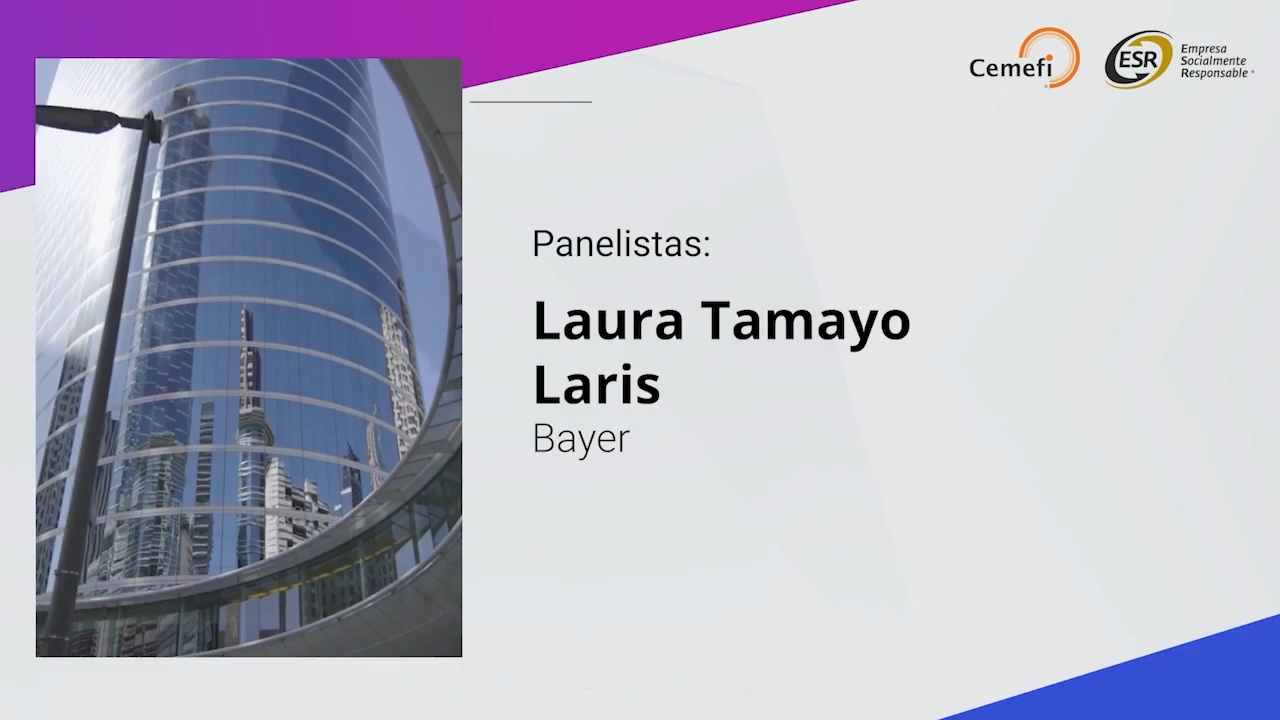 Cemefi
ESR
Empresa
Socialmente
Responsable
Panelistas:
Laura Tamayo
Laris
Bayer